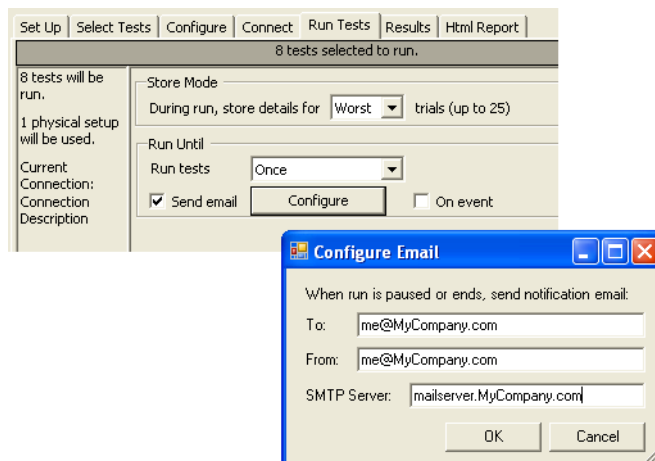 Set Up Select Tests Configure Connect Run Tests Results Html Report
8 tests selected to run.
8 tests will be
run.
1 physical setup
will be used.
Current
Connection:
Connection
Description
Store Mode
During run, store details for Worst trials (up to 25)
Run Until
Run tests Once
Send email Configure On event
Configure Email
When run is paused or ends, send notification email:
To: me@MyCompany.com
From: me@MyCompany.com
SMTP Server: mailserver.MyCompany.com
OK Cancel